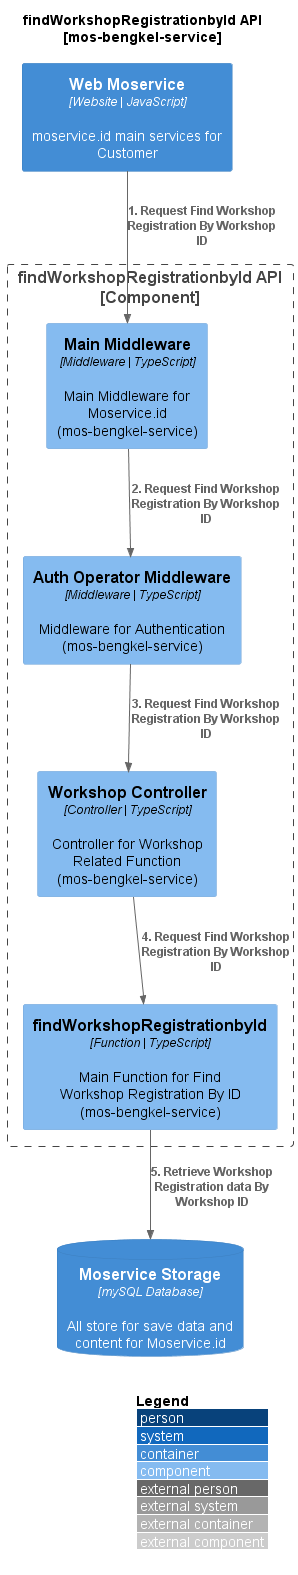 findWorkshopRegistrationbyId API
[mos-bengkel-service]
Web Moservice
[Website | JavaScript]
moservice.id main services for
Customer
1. Request Find Workshop
Registration By Workshop
ID
findWorkshopRegistrationbyId API
[Component]
Main Middleware
[Middleware | TypeScript]
Main Middleware for
Moservice.id
(mos-bengkel-service)
2. Request Find Workshop
Registration By Workshop
ID
Auth Operator Middleware
[Middleware | TypeScript]
Middleware for Authentication
(mos-bengkel-service)
3. Request Find Workshop
Registration By Workshop
ID
Workshop Controller
[Controller | TypeScript]
Controller for Workshop
Related Function
(mos-bengkel-service)
4. Request Find Workshop
Registration By Workshop
ID
findWorkshopRegistrationbyId
[Function | TypeScript]
Main Function for Find
Workshop Registration By ID
(mos-bengkel-service)
5. Retrieve Workshop
Registration data By
Workshop ID
Moservice Storage
[mySQL Database]
All store for save data and
content for Moservice.id
Legend
person
system
container
component
external person
external system
external container
external component